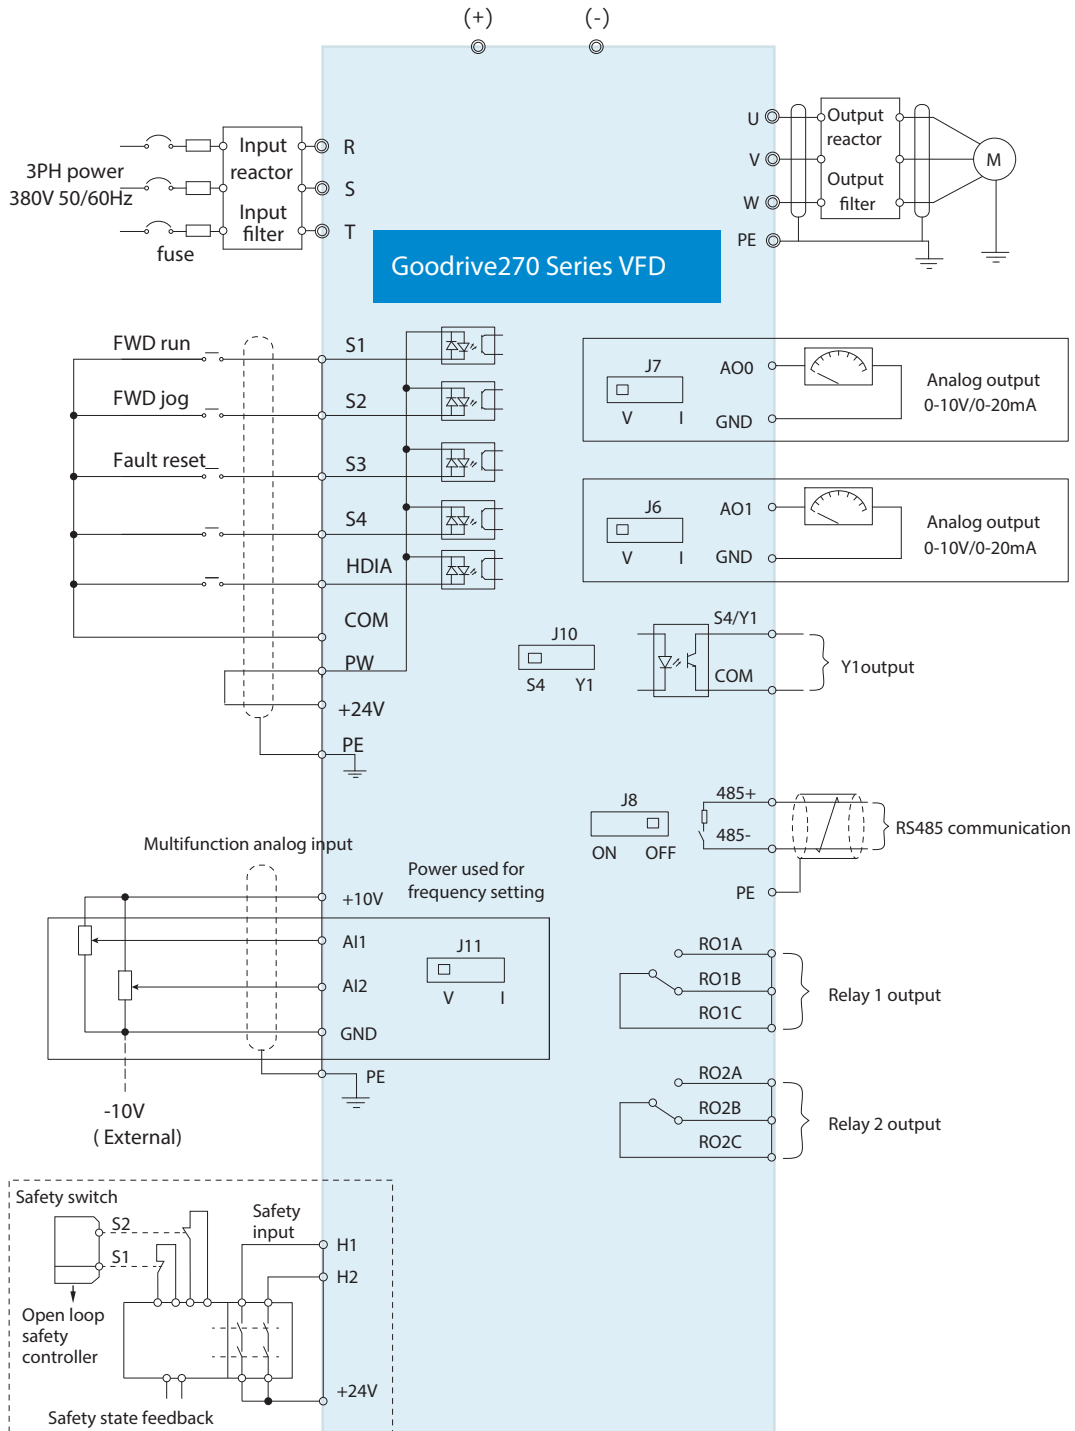 (+)
(-)
3PH power
380V 50/60Hz
fuse
Input
reactor
Input
filter
R
S
T
U
V
W
PE
Output
reactor
Output
filter
M
Goodrive270 Series VFD
FWD run
FWD jog
Fault reset
S1
S2
S3
S4
HDIA
COM
PW
+24V
PE
J7
V I
AO0
GND
Analog output
0-10V/0-20mA
J6
V I
AO1
GND
Analog output
0-10V/0-20mA
J10
S4 Y1
S4/Y1
COM
Y1output
J8
ON OFF
485+
485-
PE
RS485 communication
Multifunction analog input
Power used for
frequency setting
+10V
AI1
AI2
GND
PE
J11
V I
-10V
( External)
RO1A
RO1B
RO1C
Relay 1 output
RO2A
RO2B
RO2C
Relay 2 output
Safety switch
S2
S1
Open loop
safety
controller
Safety
input
H1
H2
+24V
Safety state feedback